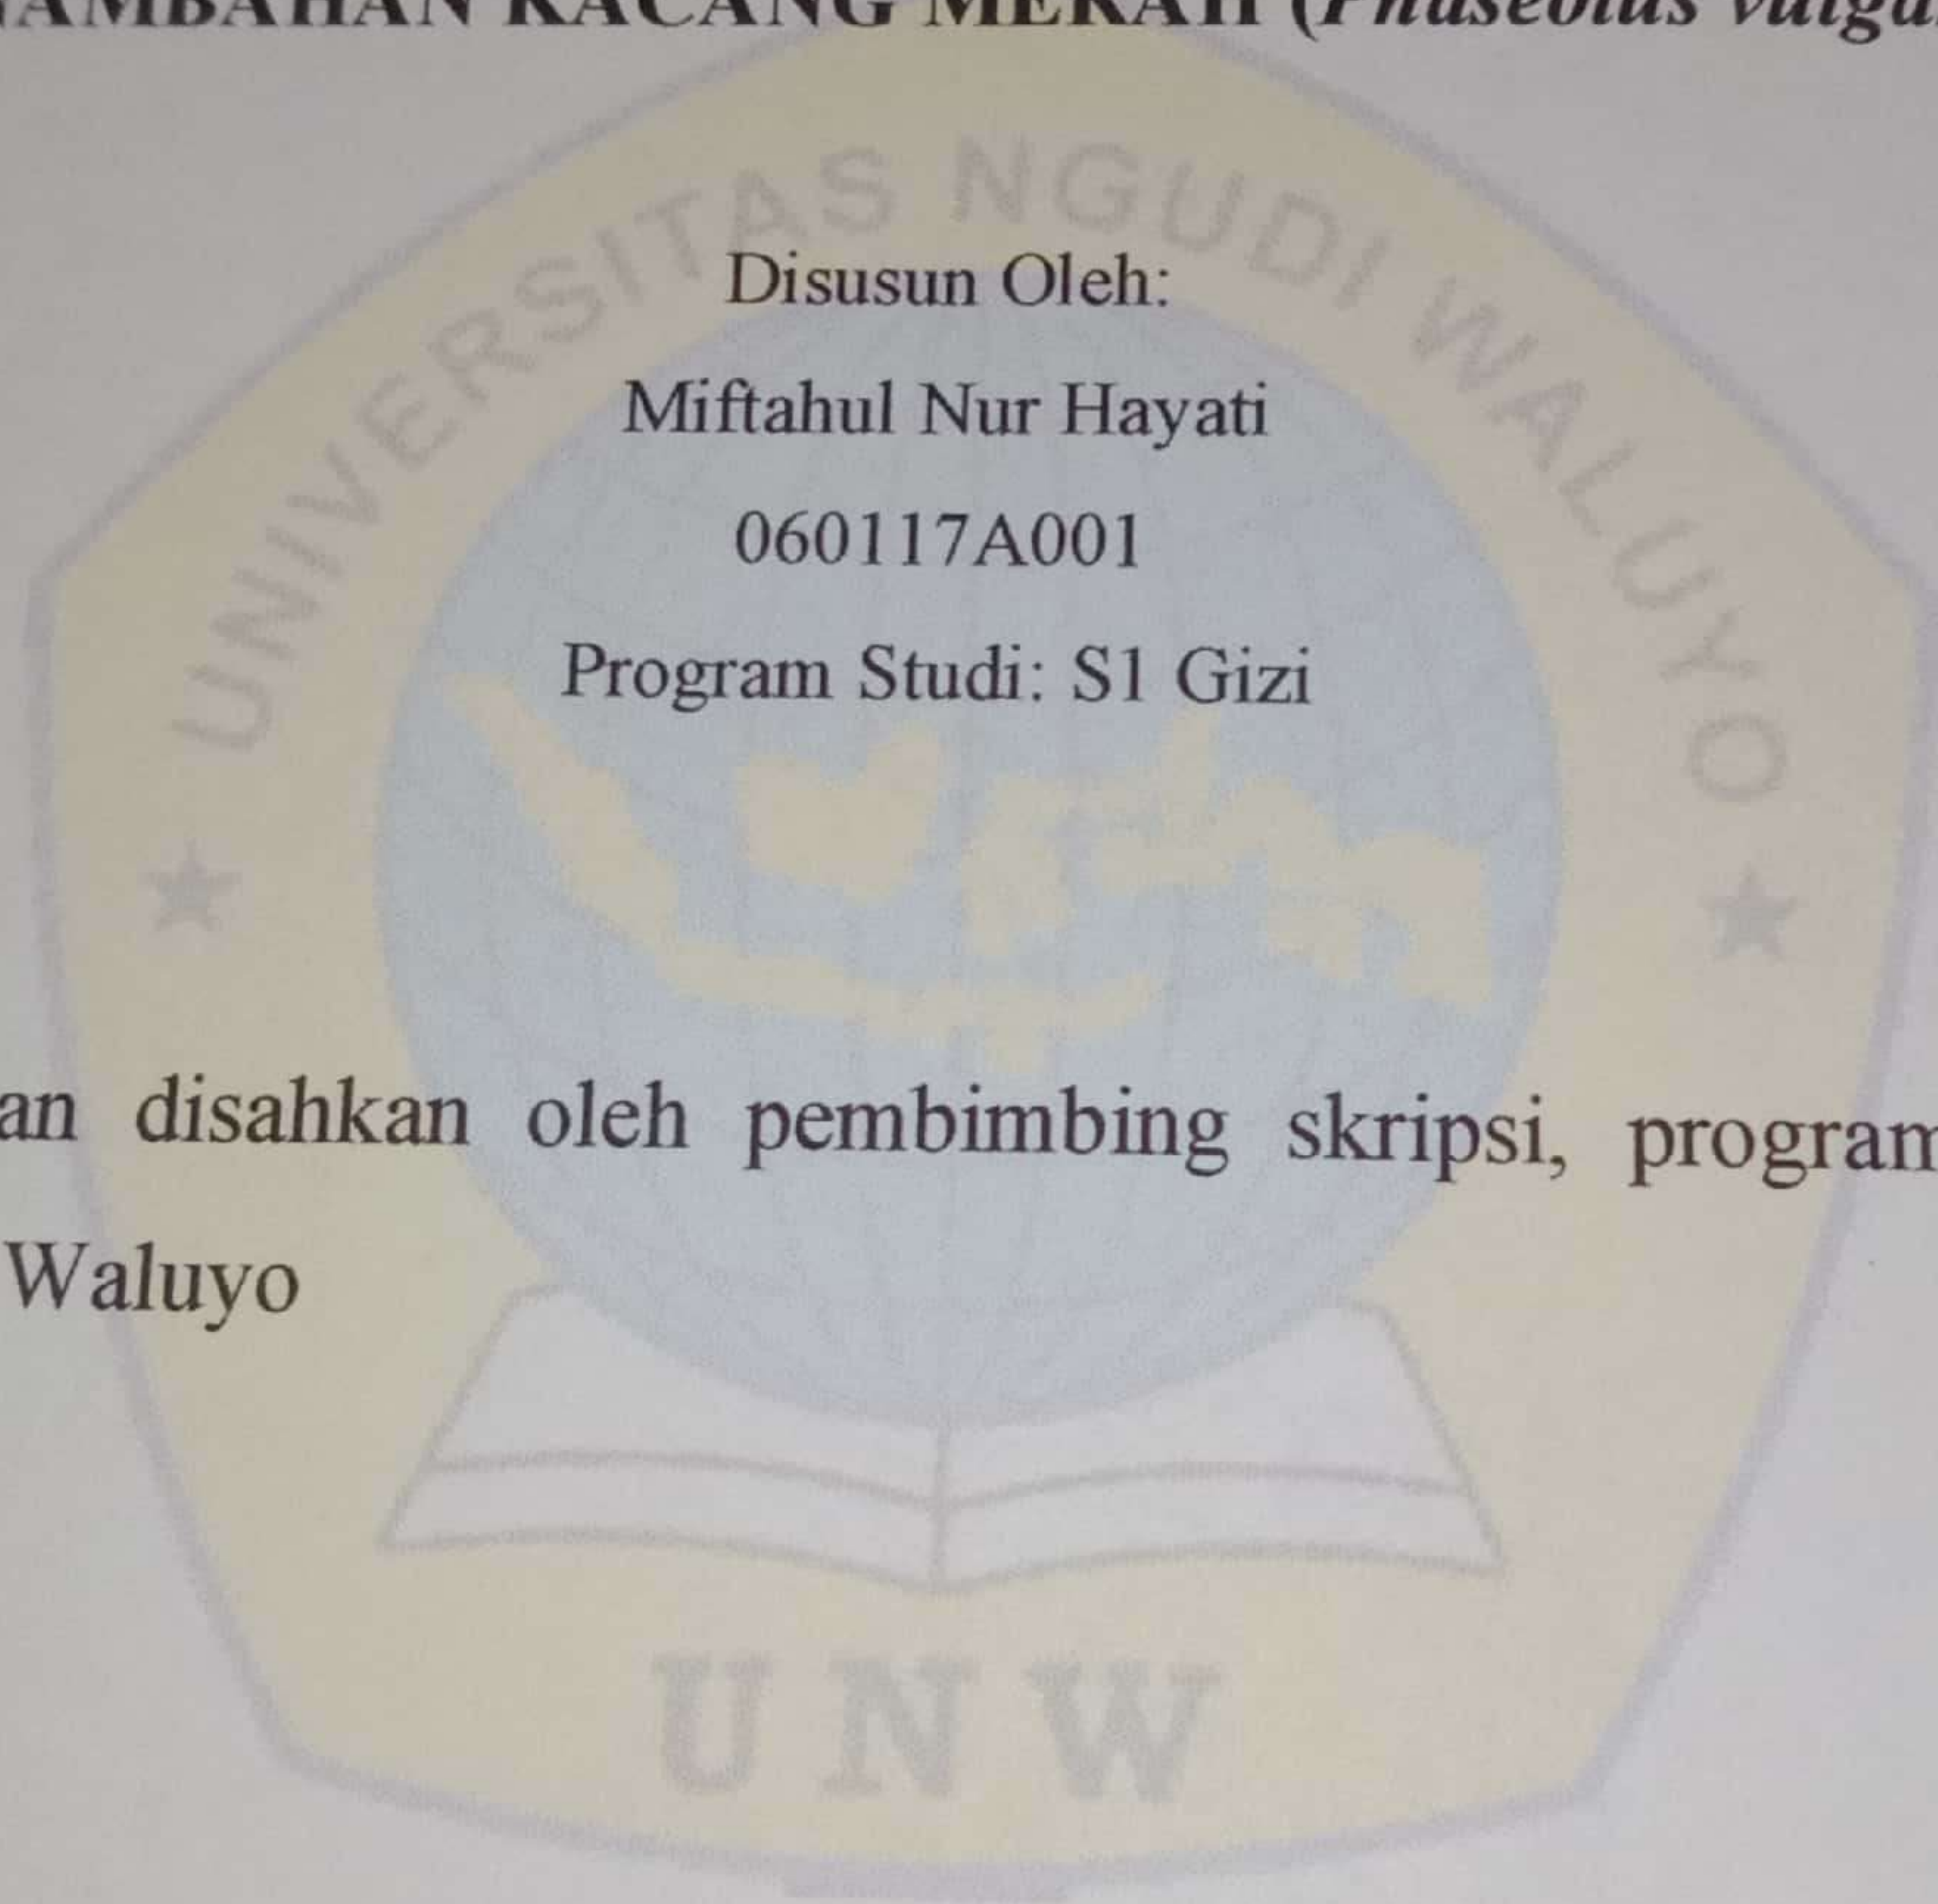 AMBAHAN KACANG MERAH (Phaseolus vulga
UNIVERSITAS NGUDI WALUYO
Disusun Oleh:
Miftahul Nur Hayati
060117A001
Program Studi: S1 Gizi
an disahkan oleh pembimbing skripsi, program
Waluyo
UNW